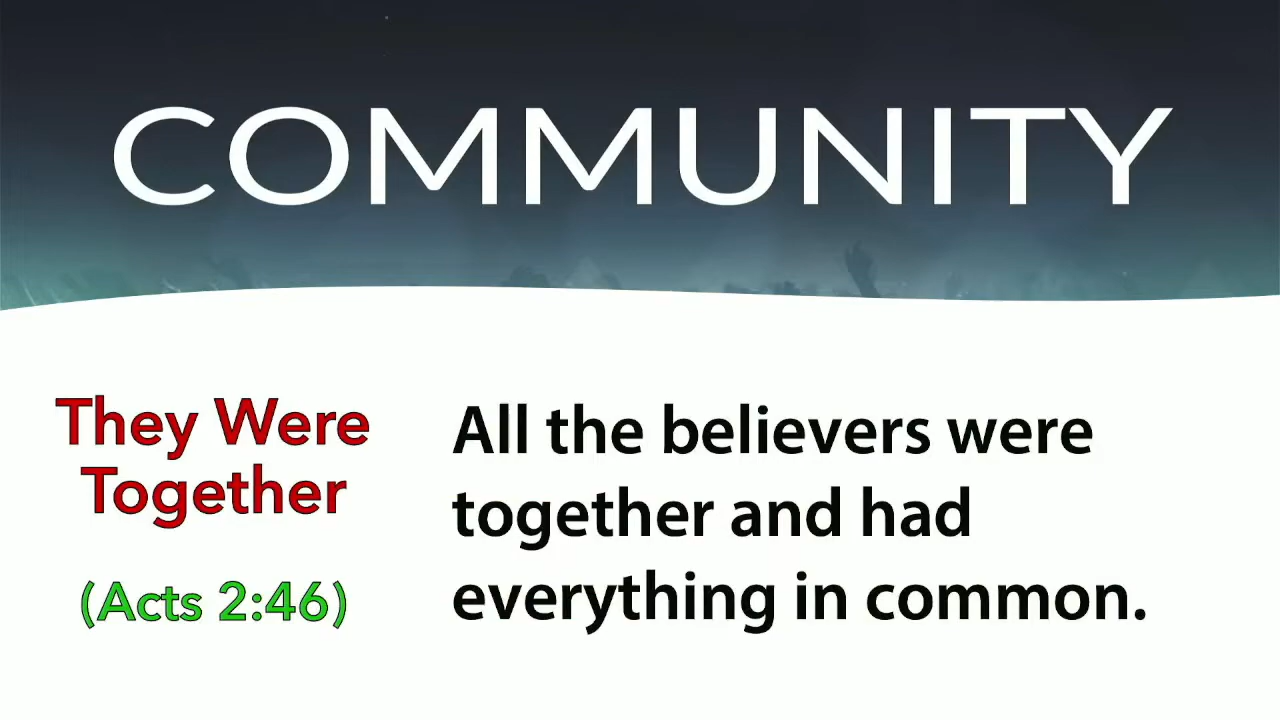 COMMUNITY
They Were
Together
(Acts 2:46)
All the believers were
together and had
everything in common.